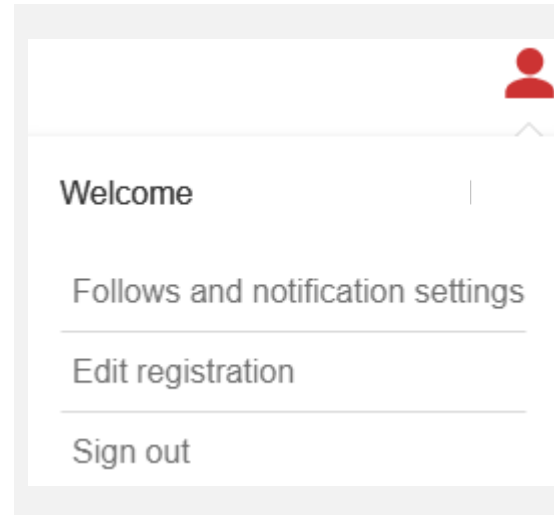 Welcome
Follows and notification settings
Edit registration
Sign out